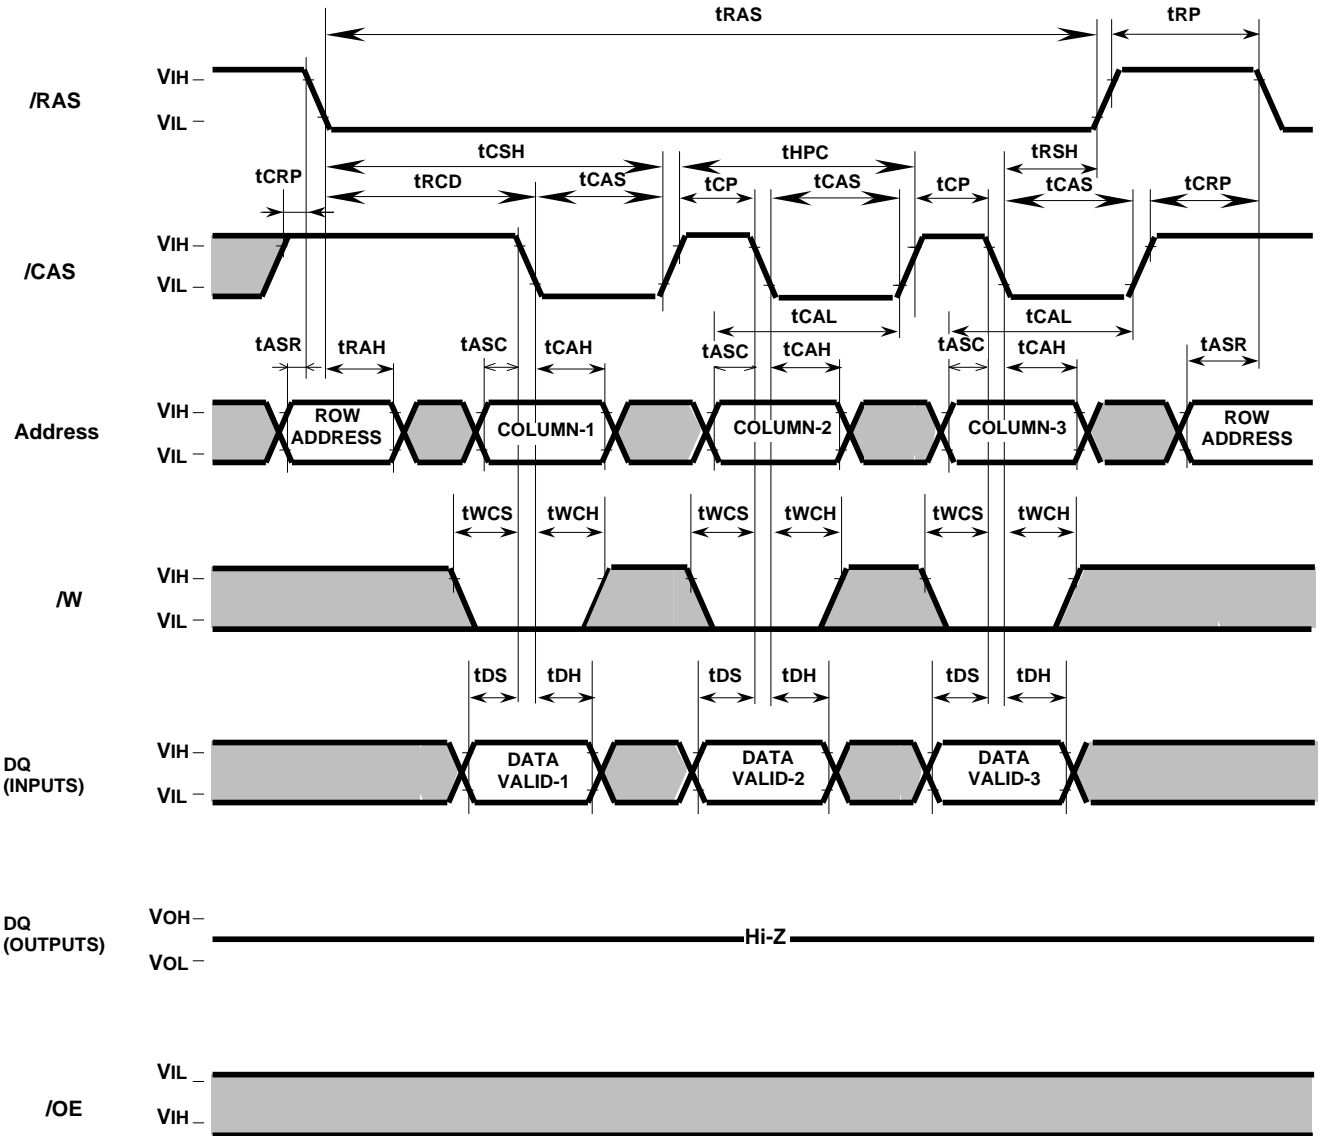 tRAS tRP
VIH
/RAS
VIL
tCSH tHPC tRSH
tCRP tRCD tCAS tCP tCAS tCP tCAS tCRP
VIH
/CAS
VIL
tCAL tCAL
tASR tRAH tASC tCAH tASC tCAH tASC tCAH tASR
VIH
Address
VIL
ROW
ADDRESS
COLUMN-1
COLUMN-2
COLUMN-3
ROW
ADDRESS
tWCS tWCH tWCS tWCH tWCS tWCH
VIH
/W
VIL
tDS tDH tDS tDH tDS tDH
DQ
(INPUTS)
VIH
VIL
DATA
VALID-1
DATA
VALID-2
DATA
VALID-3
DQ
(OUTPUTS)
VOH
VOL
Hi-Z
VIL
/OE
VIH